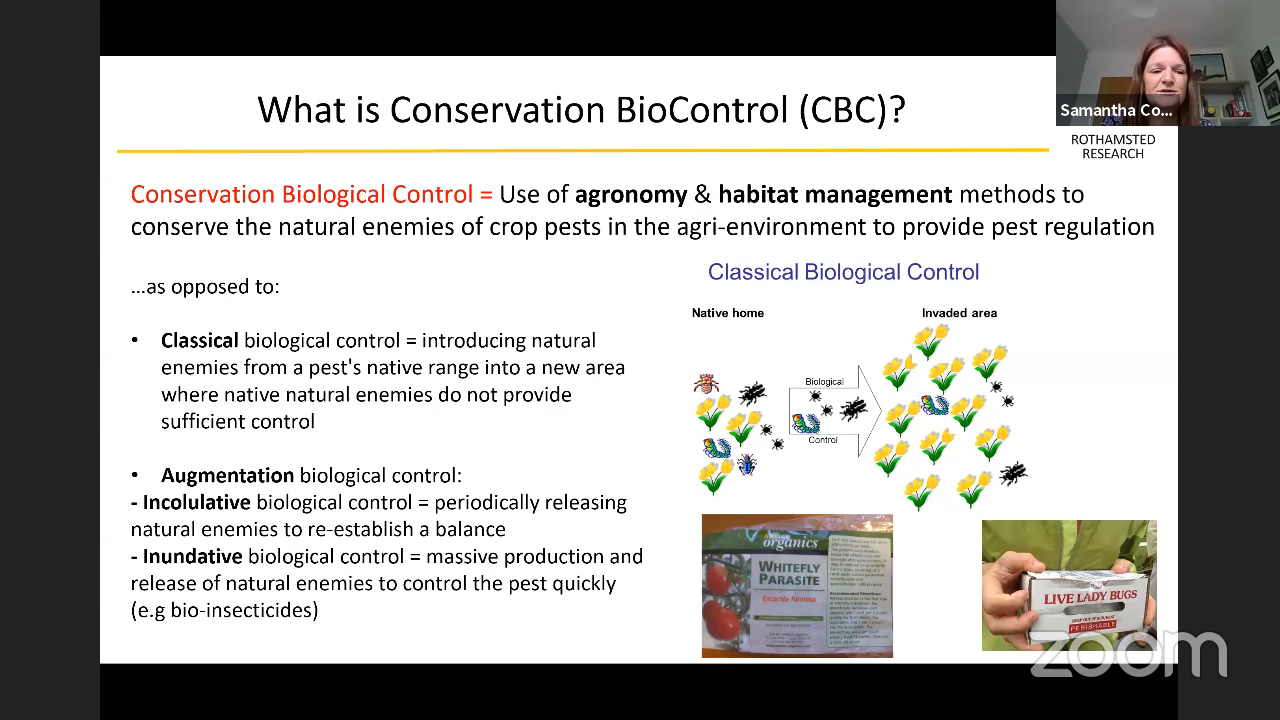 What is Conservation BioControl (CBC)?
Samantha Co...
ROTHAMSTED
RESEARCH
Conservation Biological Control = Use of agronomy & habitat management methods to
conserve the natural enemies of crop pests in the agri-environment to provide pest regulation
...as opposed to:
• Classical biological control = introducing natural
enemies from a pest's native range into a new area
where native natural enemies do not provide
sufficient control
• Augmentation biological control:
- Incolulative biological control = periodically releasing
natural enemies to re-establish a balance
- Inundative biological control = massive production and
release of natural enemies to control the pest quickly
(e.g bio-insecticides)
Classical Biological Control
Native home
Invaded area
Biological
Control
organics
WHITEFLY
PARASITE
Encarsia formosa
Recommended Directions:
LIVE LADY BUGS
PERISHABLE
zoom